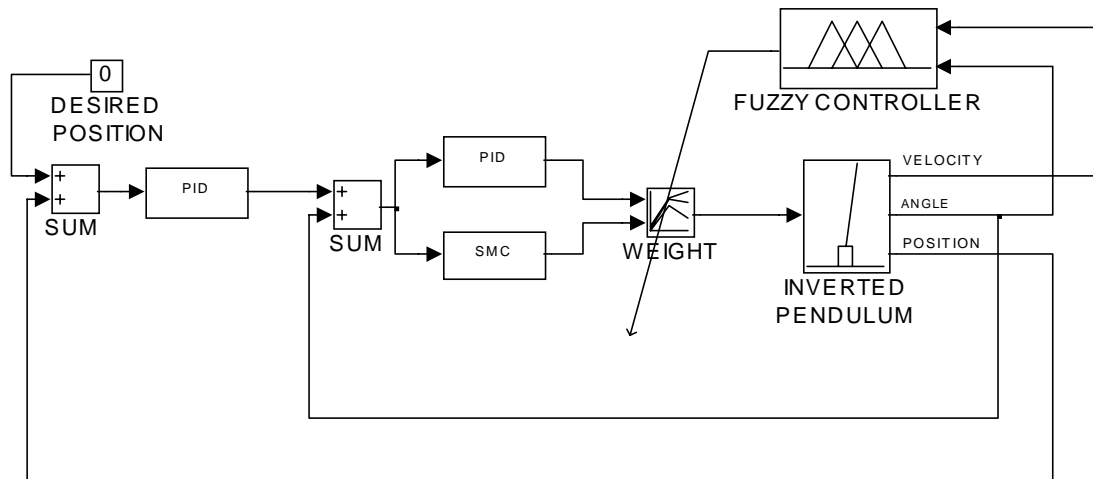 0
DESIRED
POSITION
FUZZY CONTROLLER
PID
VELOCITY
+
+
PID
+
+
ANGLE
SUM
SUM
SMC
WEIGHT
POSITION
INVERTED
PENDULUM